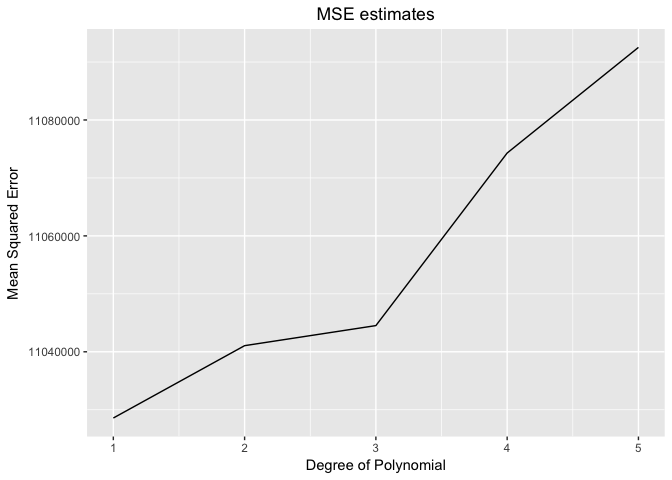 MSE estimates
Mean Squared Error
11080000
11060000
11040000
1 2 3 4 5
Degree of Polynomial